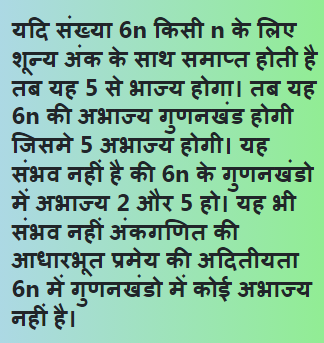 यदि संख्या 6n किसी n के लिए
शून्य अंक के साथ समाप्त होती है
तब यह 5 से भाज्य होगा। तब यह
6n की अभाज्य गुणनखंड होगी
जिसमे 5 अभाज्य होगी। यह
संभव नहीं है की 6n के गुणनखंडो
में अभाज्य 2 और 5 हो। यह भी
संभव नहीं अंकगणित की
आधारभूत प्रमेय की अदितीयता
6n में गुणनखंडो में कोई अभाज्य
नहीं है।